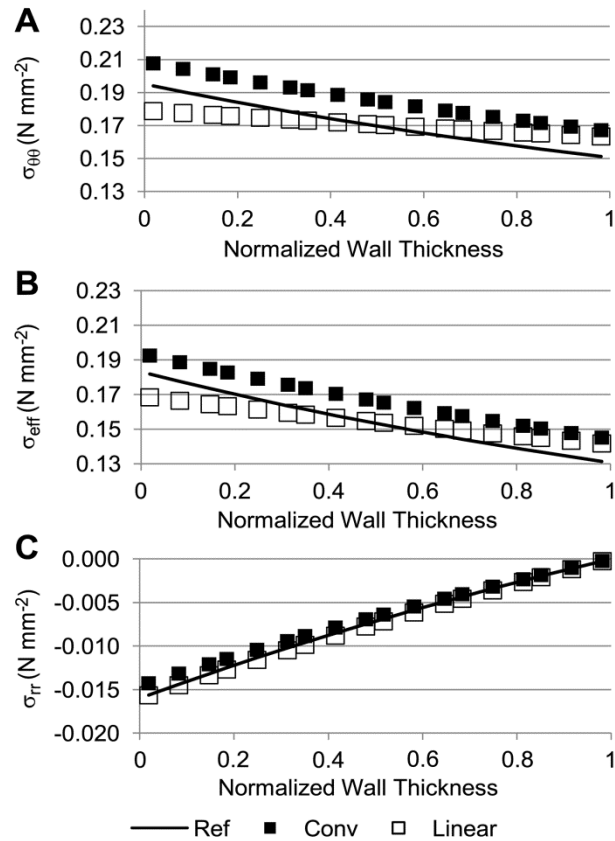 A
0.23
0.21
0.19
0.17
0.15
0.13
σθθ (N mm-2)
0 0.2 0.4 0.6 0.8 1
Normalized Wall Thickness
B
0.23
0.21
0.19
0.17
0.15
0.13
σeff (N mm-2)
0 0.2 0.4 0.6 0.8 1
Normalized Wall Thickness
C
0.000
-0.005
-0.010
-0.015
-0.020
σrr (N mm-2)
0 0.2 0.4 0.6 0.8 1
Normalized Wall Thickness
Ref Conv Linear